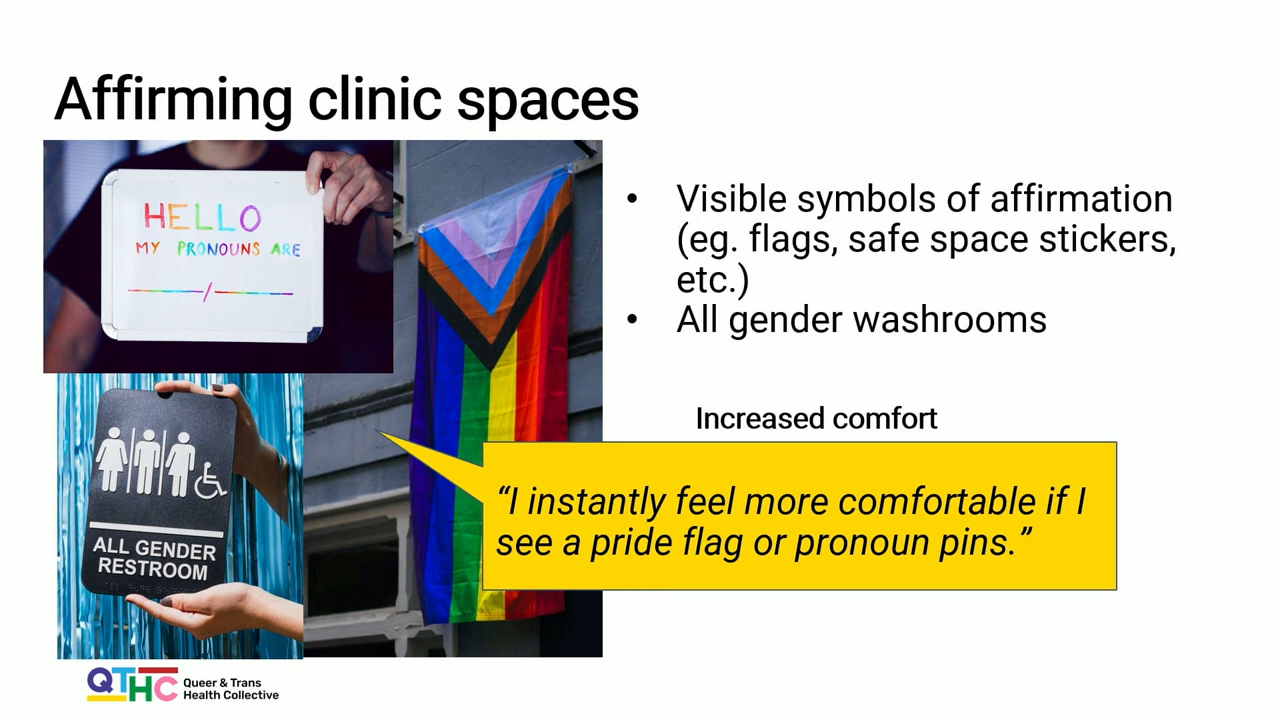 Affirming clinic spaces
HELLO
MY PRONOUNS ARE
/
ALL GENDER
RESTROOM
• Visible symbols of affirmation
(eg. flags, safe space stickers,
etc.)
• All gender washrooms
Increased comfort
“I instantly feel more comfortable if I
see a pride flag or pronoun pins.”
QTHC
Queer & Trans
Health Collective